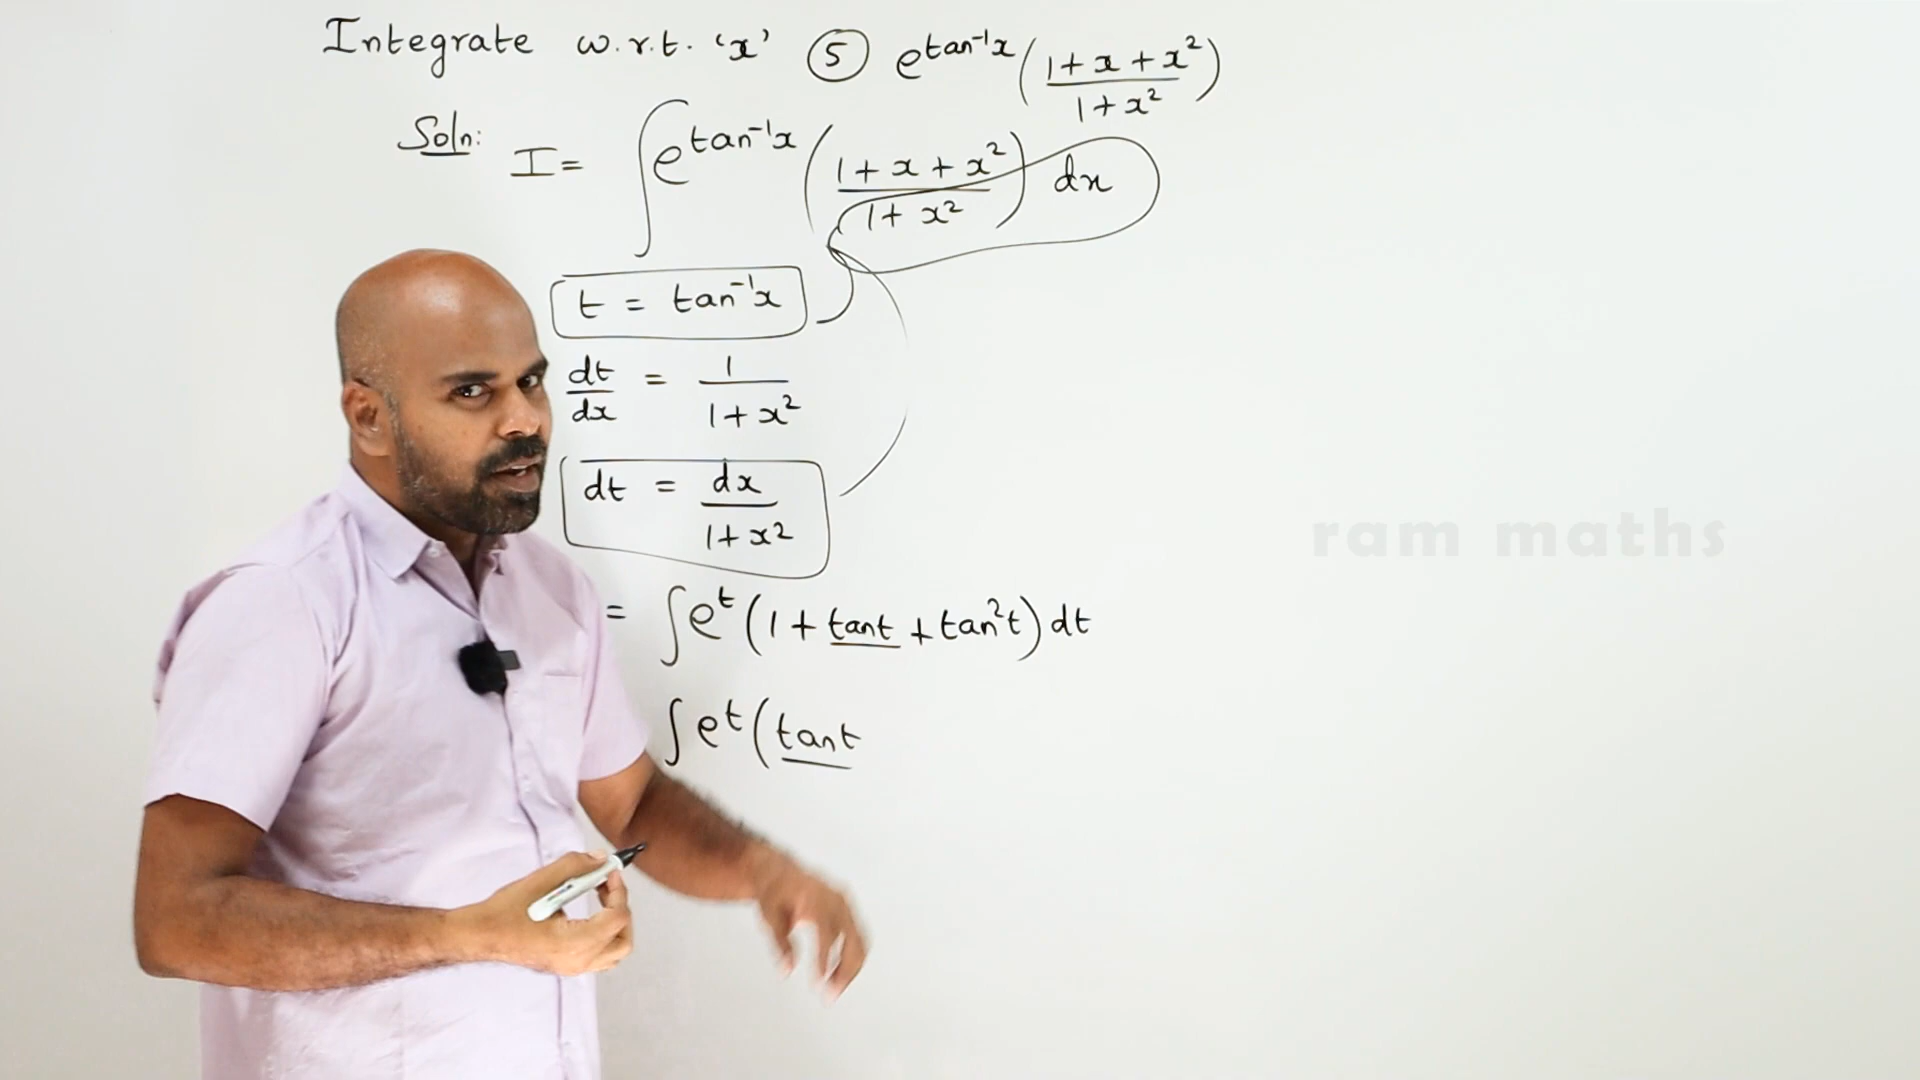 Integrate w.r.t. 'x' ⑤ e^(tan⁻¹x) ((1+x+x²)/(1+x²))
Soln: I = ∫ e^(tan⁻¹x) ((1+x+x²)/(1+x²)) dx
t = tan⁻¹x
dt/dx = 1/(1+x²)
dt = dx/(1+x²)
= ∫ e^t (1 + tant + tan²t) dt
∫ e^t (tant
ram maths